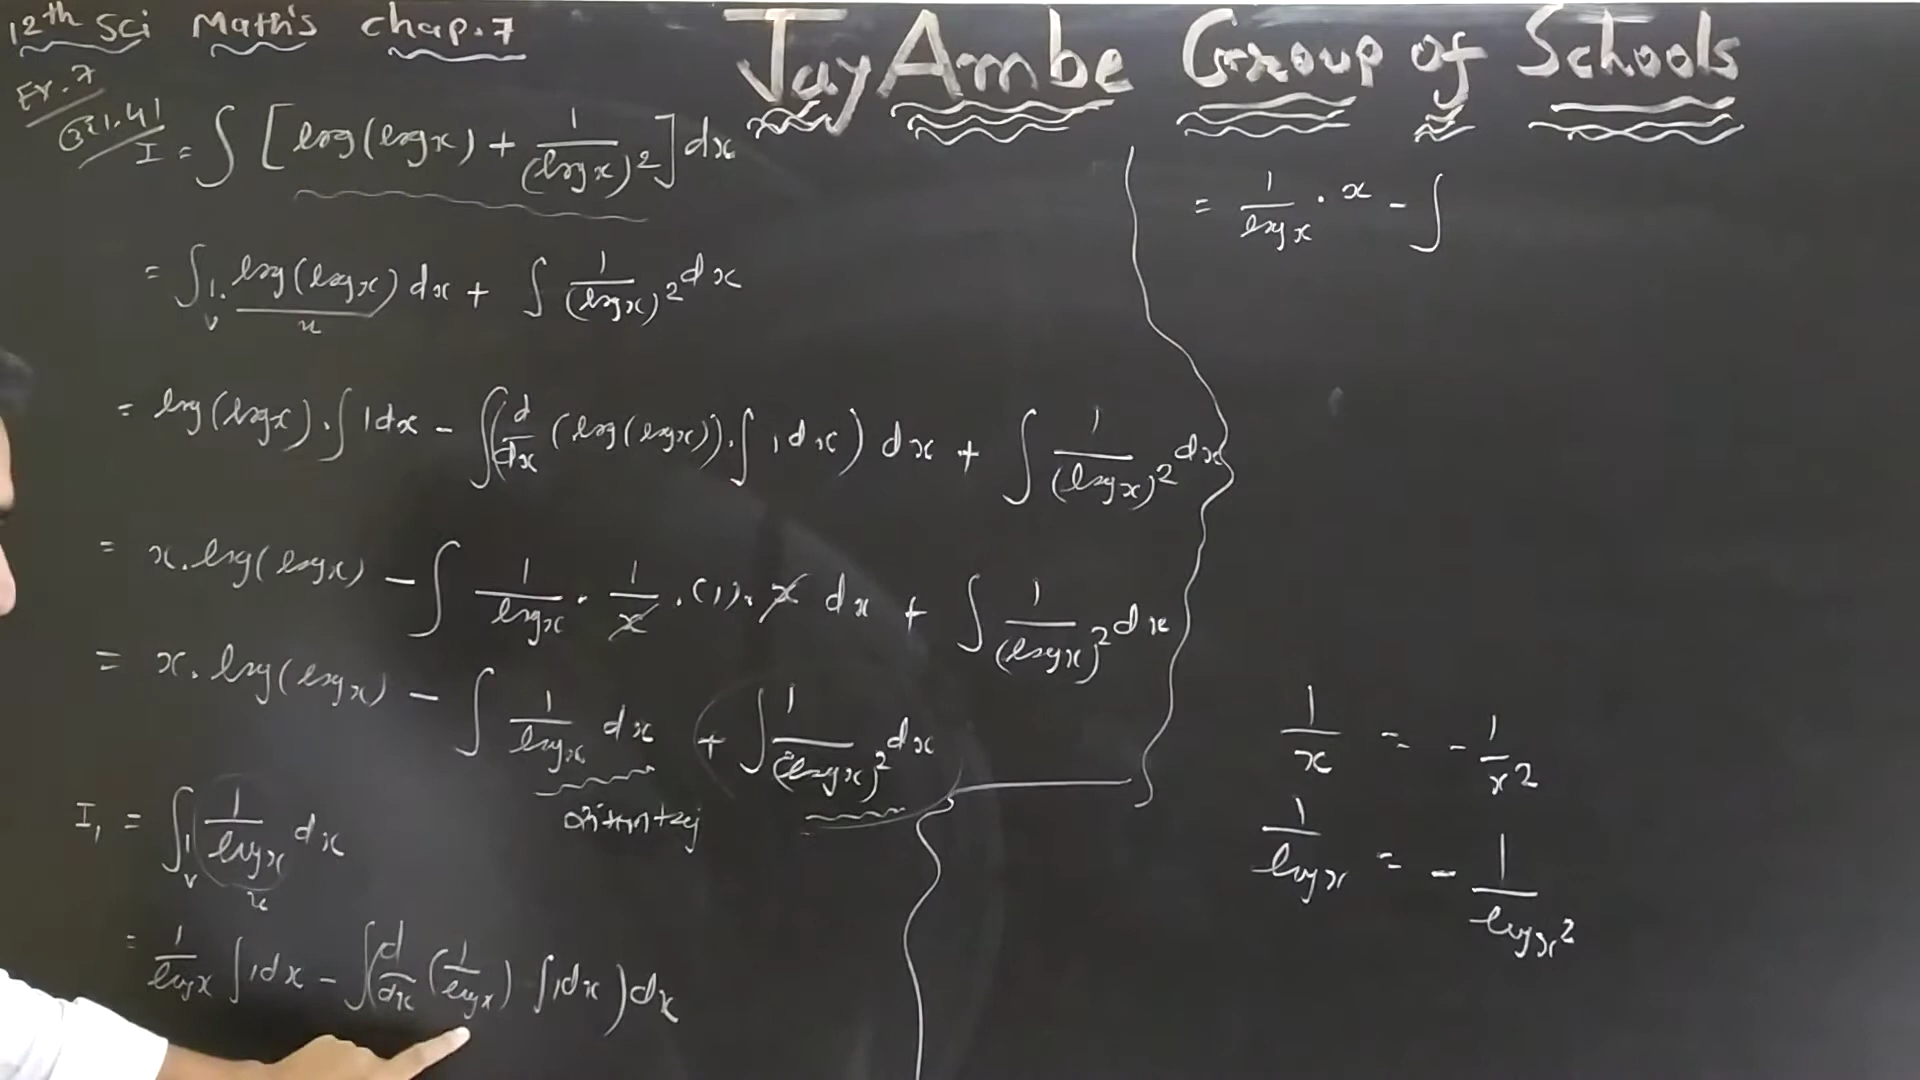 12th Sci Math's chap.7
Jay Ambe Group of Schools
Ex. 7
I = ∫ [log(logx) + 1/(logx)²] dx
= ∫ 1. log(logx) dx + ∫ 1/(logx)² dx
v u
= log(logx) . ∫ 1dx - ∫(d/dx (log(logx)). ∫ 1dx) dx + ∫ 1/(logx)² dx
= x.log(logx) - ∫ 1/logx . 1/x .(1). x dx + ∫ 1/(logx)² dx
= x. log(logx) - ∫ 1/logx dx + ∫ 1/(logx)² dx
I₁ = ∫ 1 1/logx dx
v u
= 1/logx ∫ 1dx - ∫(d/dx (1/logx) ∫ 1dx) dx
= 1/logx . x - ∫
1/x = - 1/x²
1/logx = - 1/logx²